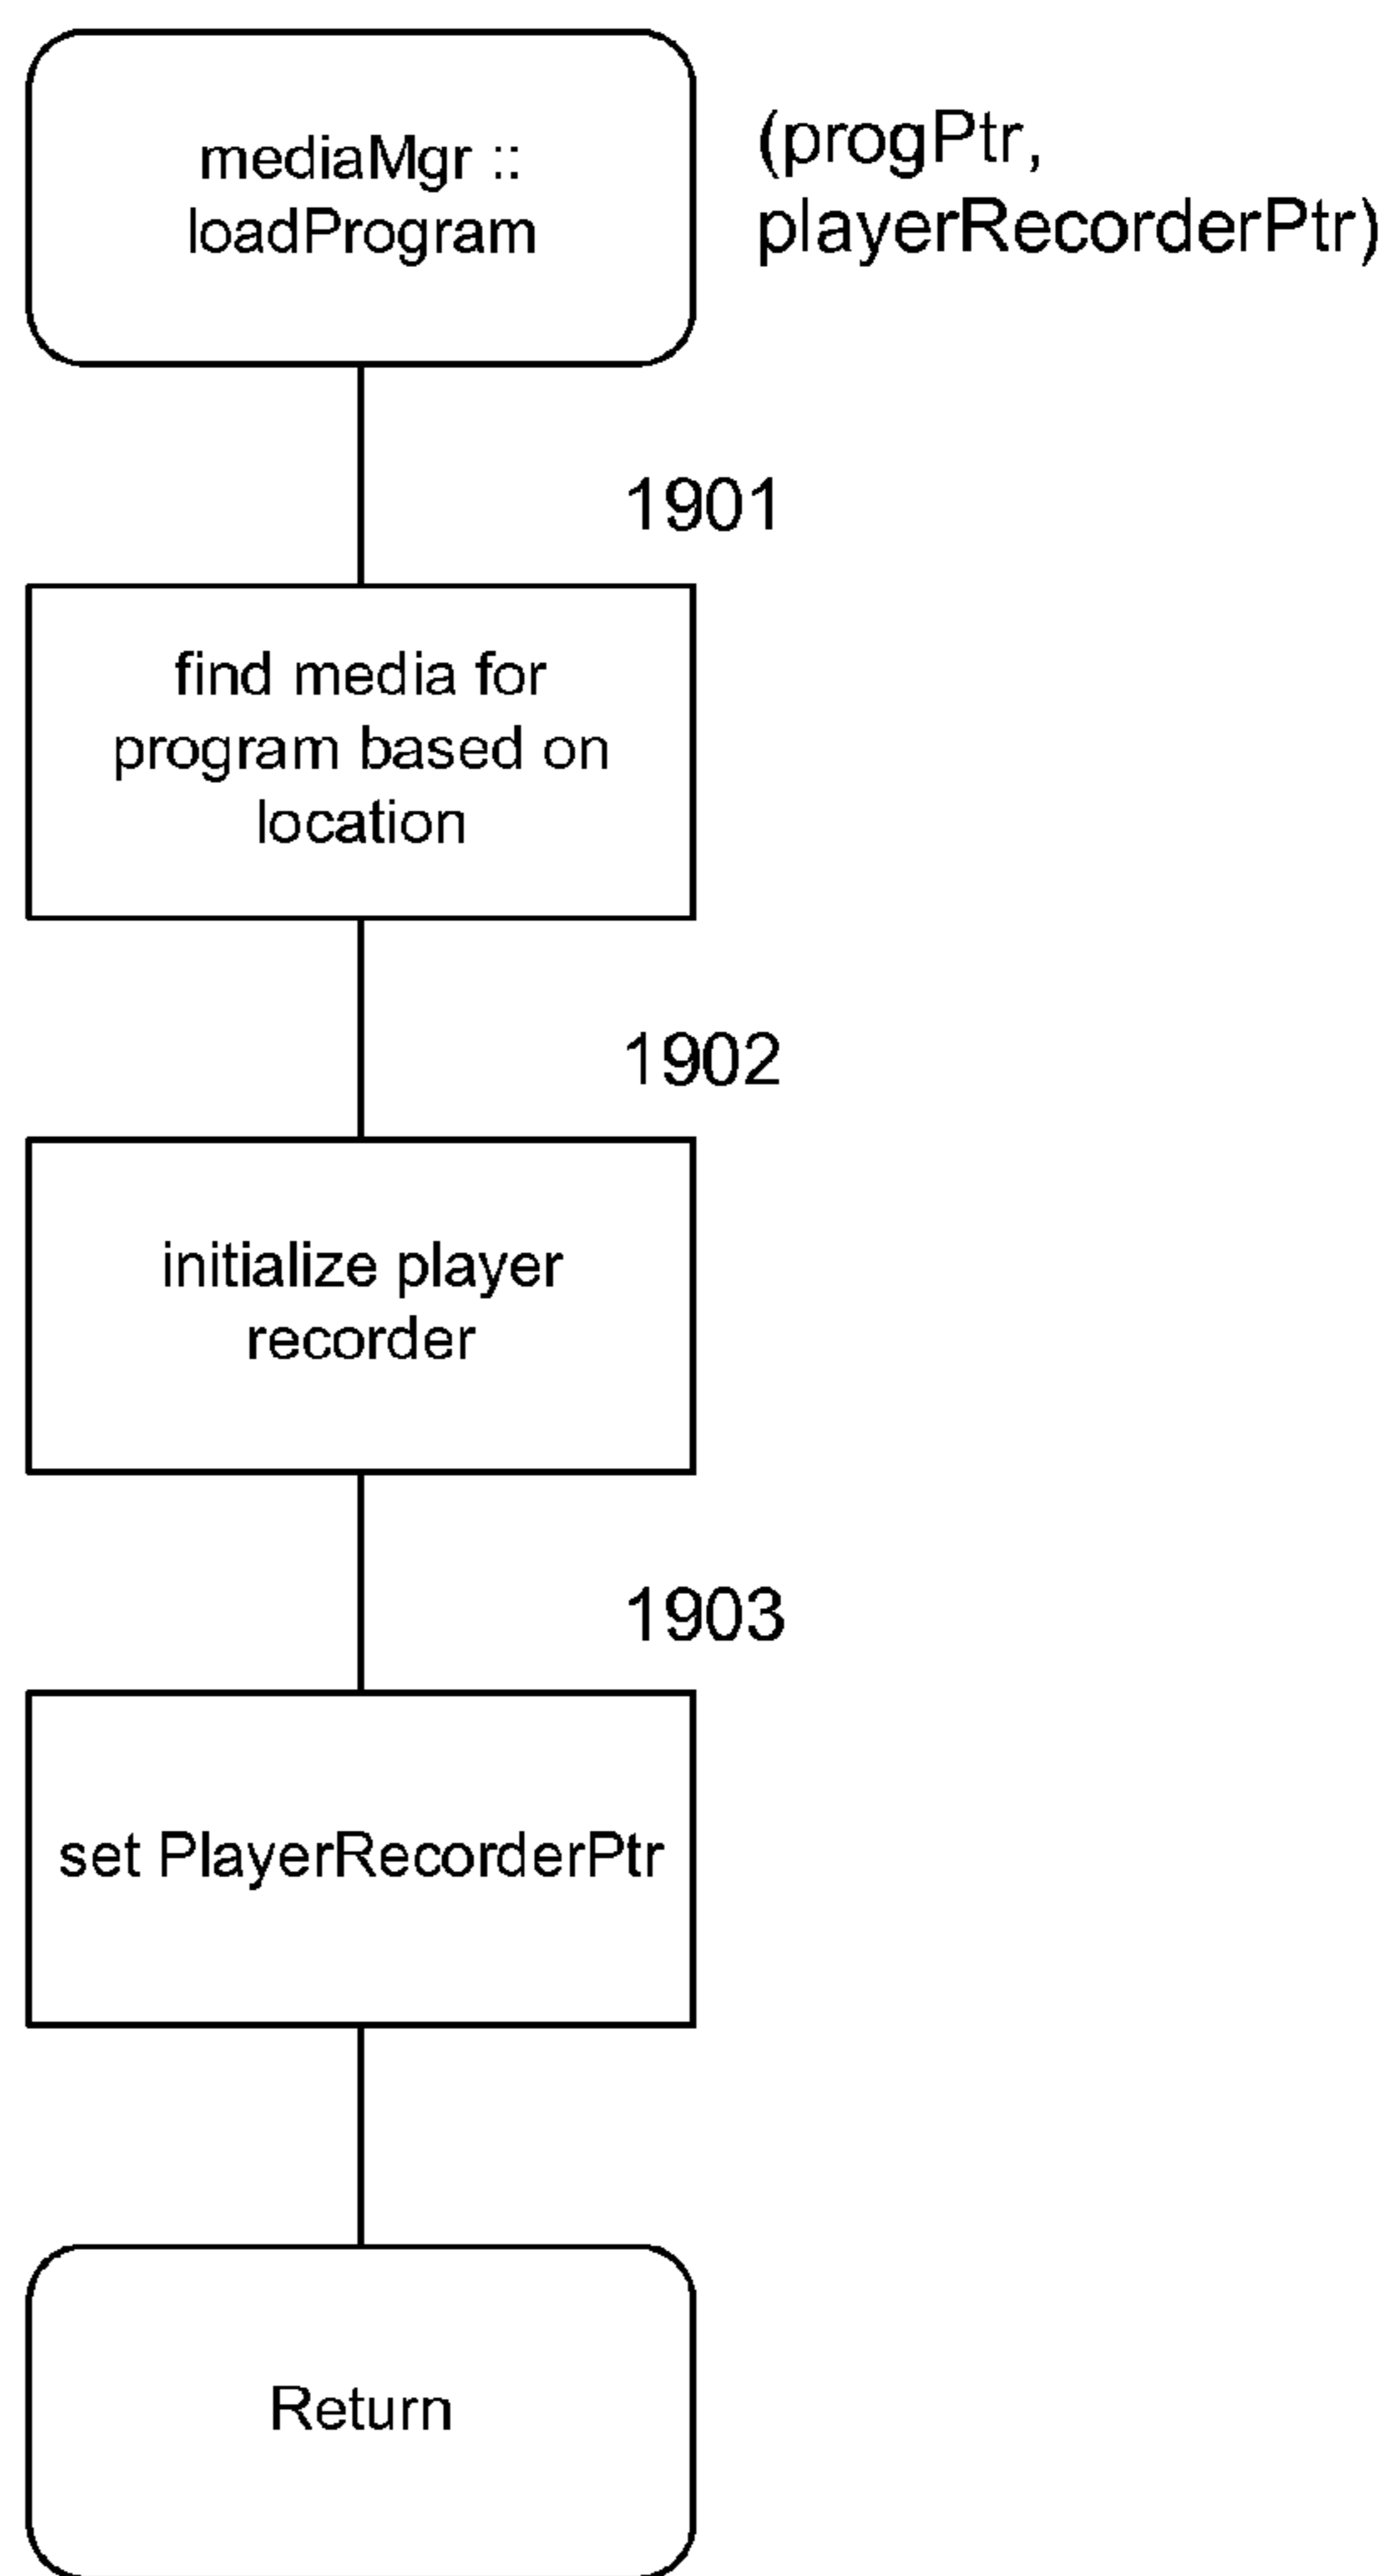 mediaMgr ::
loadProgram
(progPtr,
playerRecorderPtr)
1901
find media for
program based on
location
1902
initialize player
recorder
1903
set PlayerRecorderPtr
Return